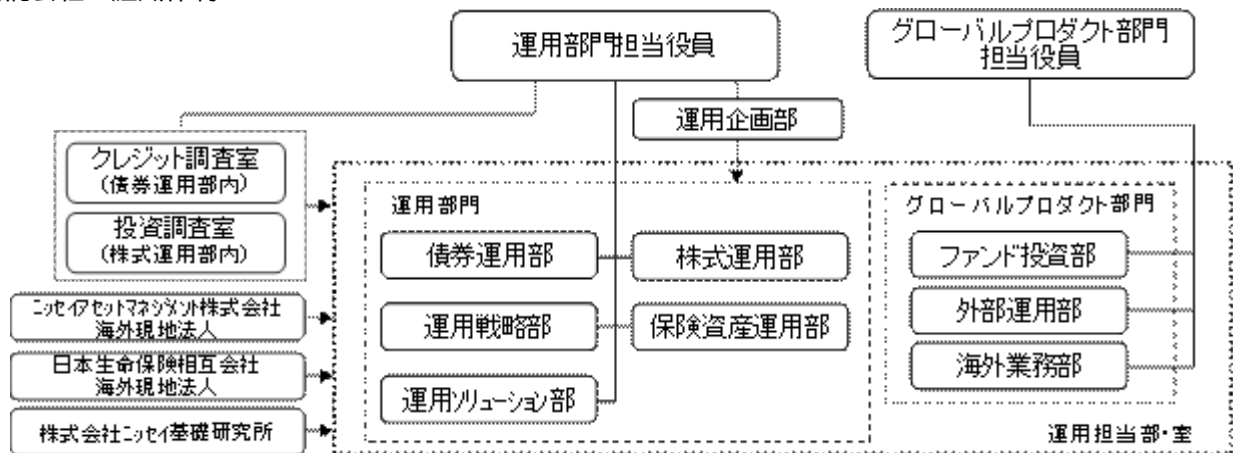 運用部門担当役員
グローバルプロダクト部門
担当役員
運用企画部
クレジット調査室
(債券運用部内)
投資調査室
(株式運用部内)
運用部門
グローバルプロダクト部門
債券運用部
株式運用部
ファンド投資部
ニッセイアセットマネジメント株式会社
海外現地法人
運用戦略部
保険資産運用部
外部運用部
日本生命保険相互会社
海外現地法人
運用ソリューション部
海外業務部
株式会社ニッセイ基礎研究所
運用担当部・室